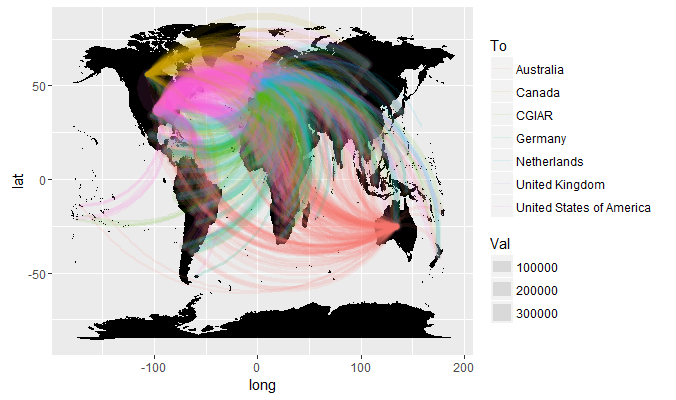 To
Australia
Canada
CGIAR
Germany
Netherlands
United Kingdom
United States of America
Val
100000
200000
300000
lat
50
0
-50
-100
0
100
200
long